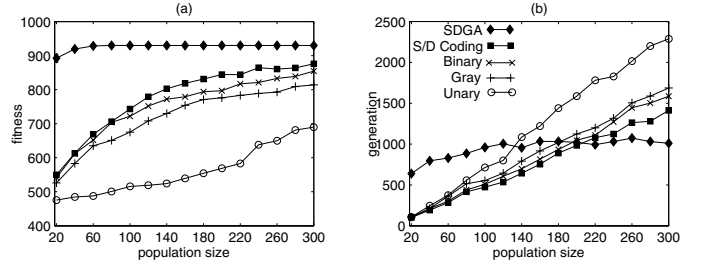 (a)
1000
900
800
700
600
500
400
fitness
20 60 100 140 180 220 260 300
population size
(b)
2500
2000
1500
1000
500
0
generation
SDGA
S/D Coding
Binary
Gray
Unary
20 60 100 140 180 220 260 300
population size